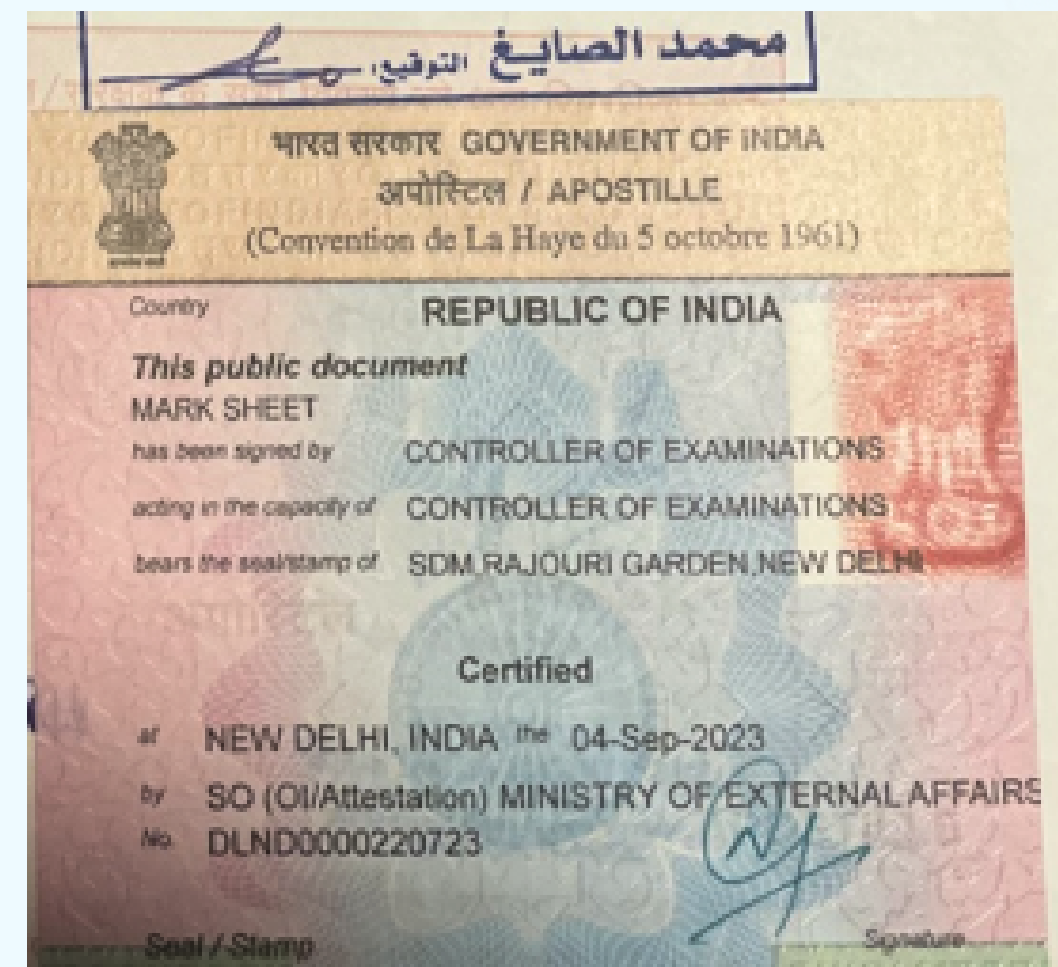 محمد الصايغ التوقيع:
भारत सरकार GOVERNMENT OF INDIA
अपोस्टिल / APOSTILLE
(Convention de La Haye du 5 octobre 1961)
Country REPUBLIC OF INDIA
This public document
MARK SHEET
has been signed by CONTROLLER OF EXAMINATIONS
acting in the capacity of CONTROLLER OF EXAMINATIONS
bears the seal/stamp of SDM,RAJOURI GARDEN,NEW DELHI
Certified
at NEW DELHI, INDIA the 04-Sep-2023
by SO (OI/Attestation) MINISTRY OF EXTERNAL AFFAIRS
No. DLND0000220723
Seal / Stamp Signature